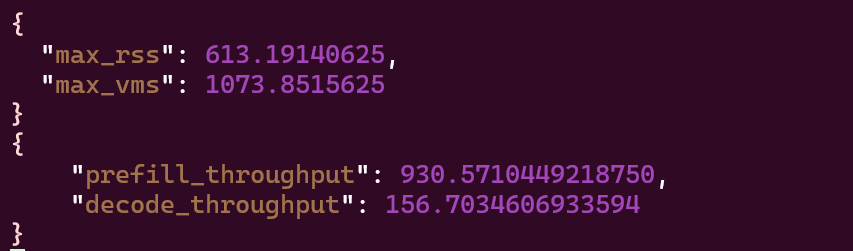 {
  "max_rss": 613.19140625,
  "max_vms": 1073.8515625
}
{
    "prefill_throughput": 930.5710449218750,
    "decode_throughput": 156.7034606933594
}